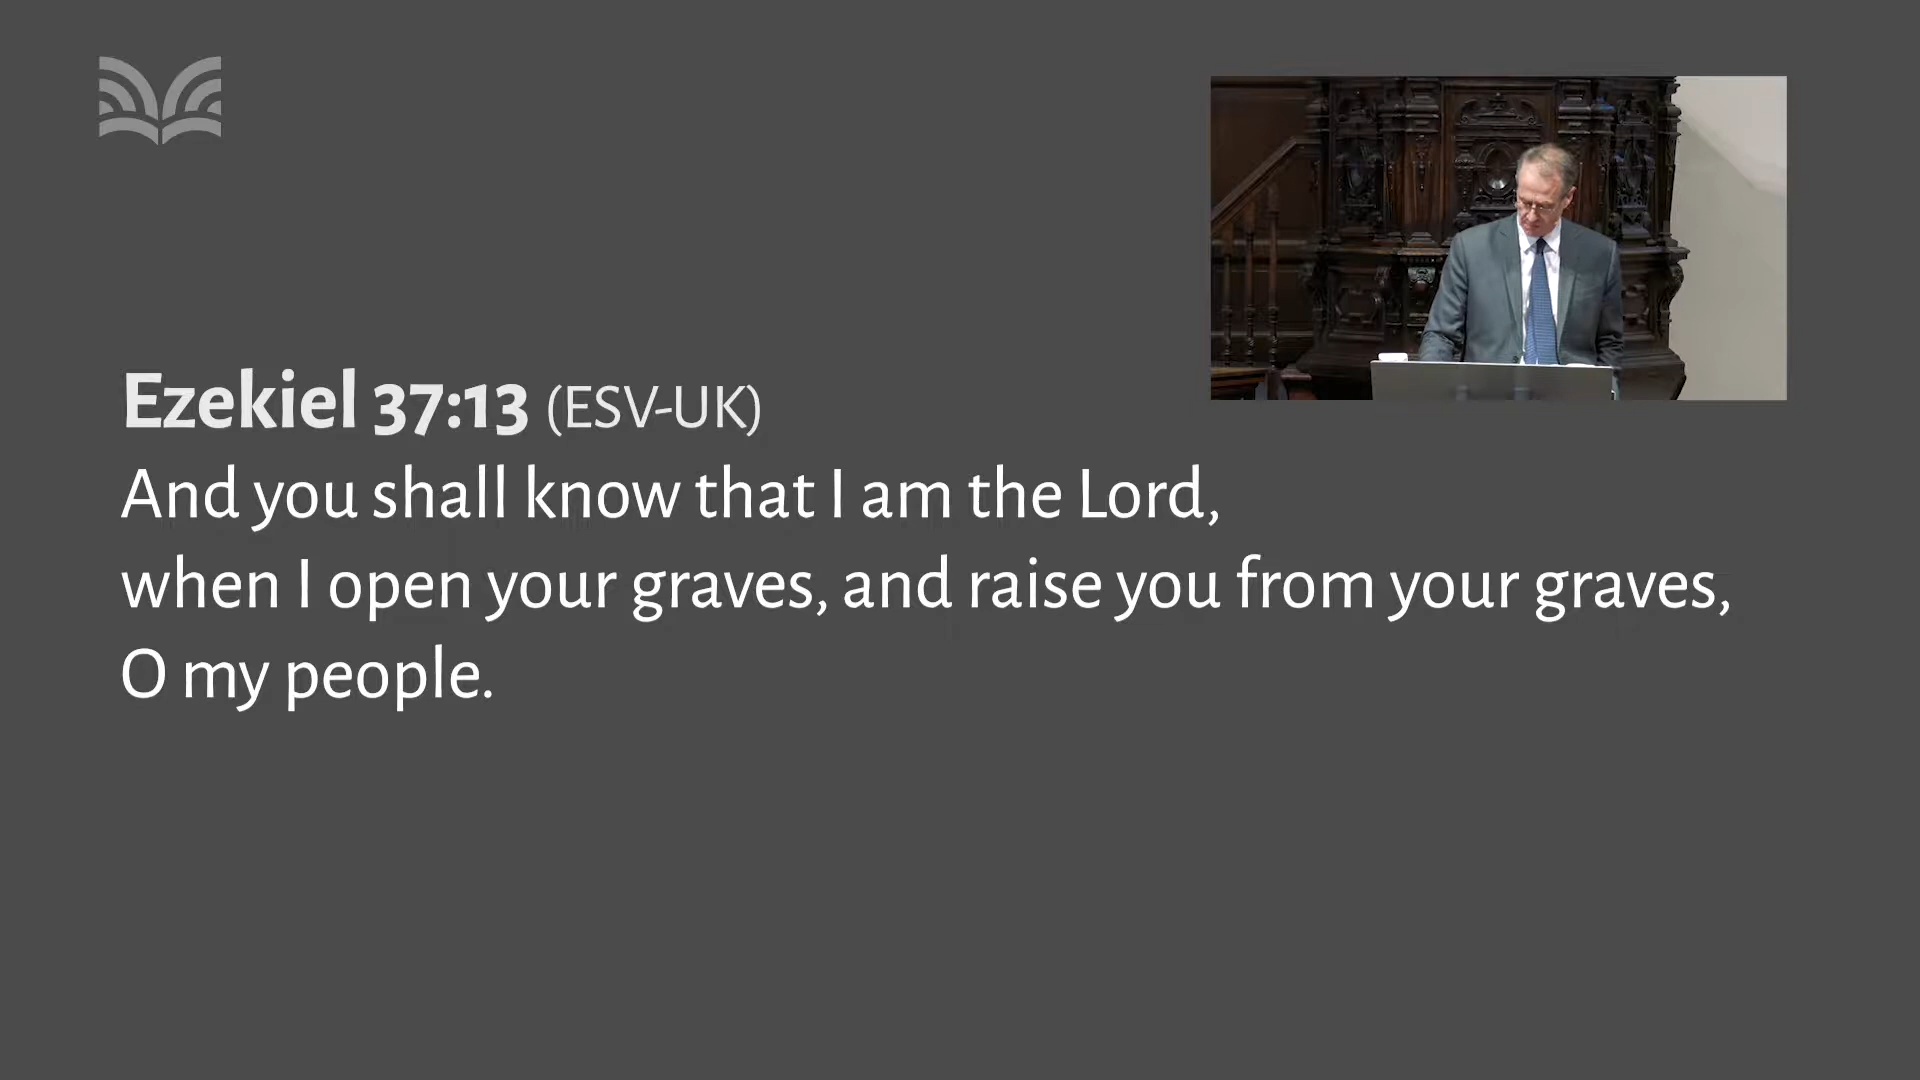 Ezekiel 37:13 (ESV-UK)
And you shall know that I am the Lord,
when I open your graves, and raise you from your graves,
O my people.